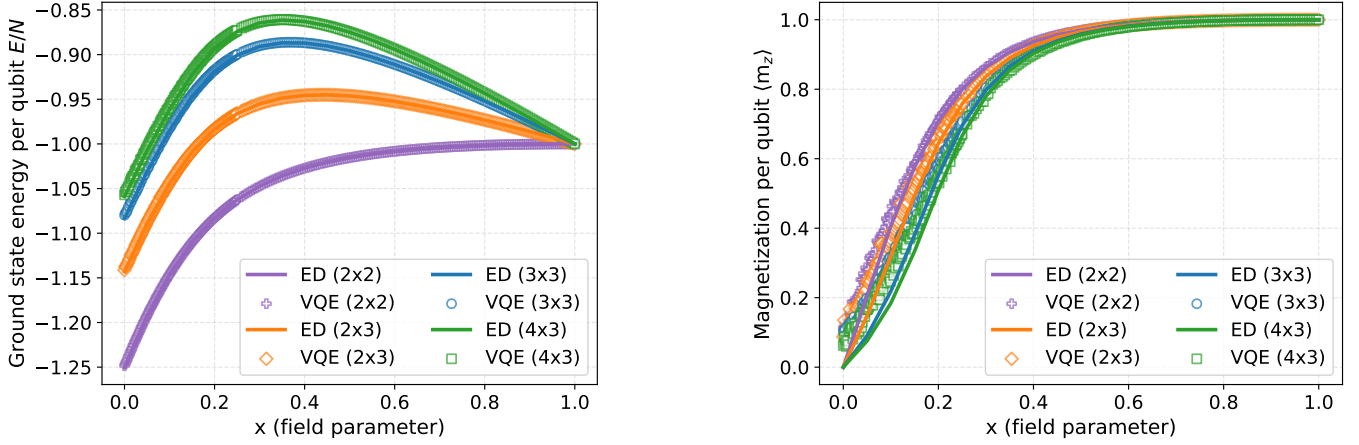 Ground state energy per qubit E/N
−0.85
−0.90
−0.95
−1.00
−1.05
−1.10
−1.15
−1.20
−1.25
0.0 0.2 0.4 0.6 0.8 1.0
x (field parameter)
ED (2x2)
VQE (2x2)
ED (2x3)
VQE (2x3)
ED (3x3)
VQE (3x3)
ED (4x3)
VQE (4x3)
Magnetization per qubit ⟨m_z⟩
1.0
0.8
0.6
0.4
0.2
0.0
0.0 0.2 0.4 0.6 0.8 1.0
x (field parameter)
ED (2x2)
VQE (2x2)
ED (2x3)
VQE (2x3)
ED (3x3)
VQE (3x3)
ED (4x3)
VQE (4x3)